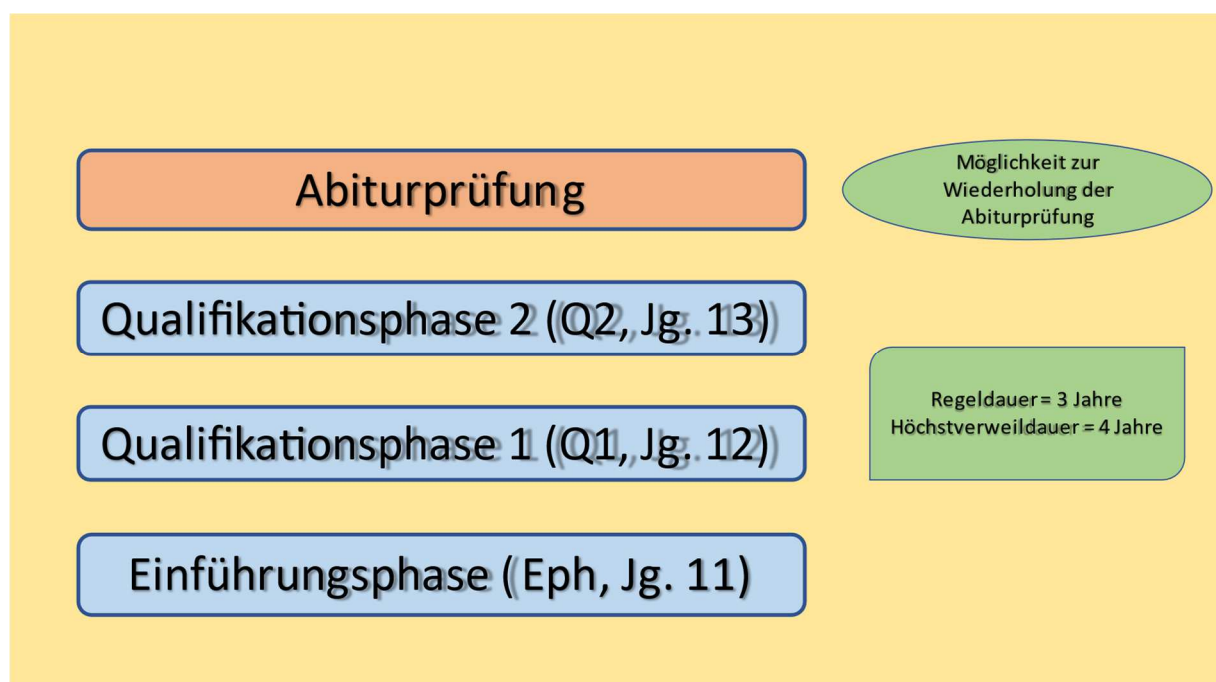 Abiturprüfung
Möglichkeit zur
Wiederholung der
Abiturprüfung
Qualifikationsphase 2 (Q2, Jg. 13)
Regeldauer = 3 Jahre
Höchstverweildauer = 4 Jahre
Qualifikationsphase 1 (Q1, Jg. 12)
Einführungsphase (Eph, Jg. 11)